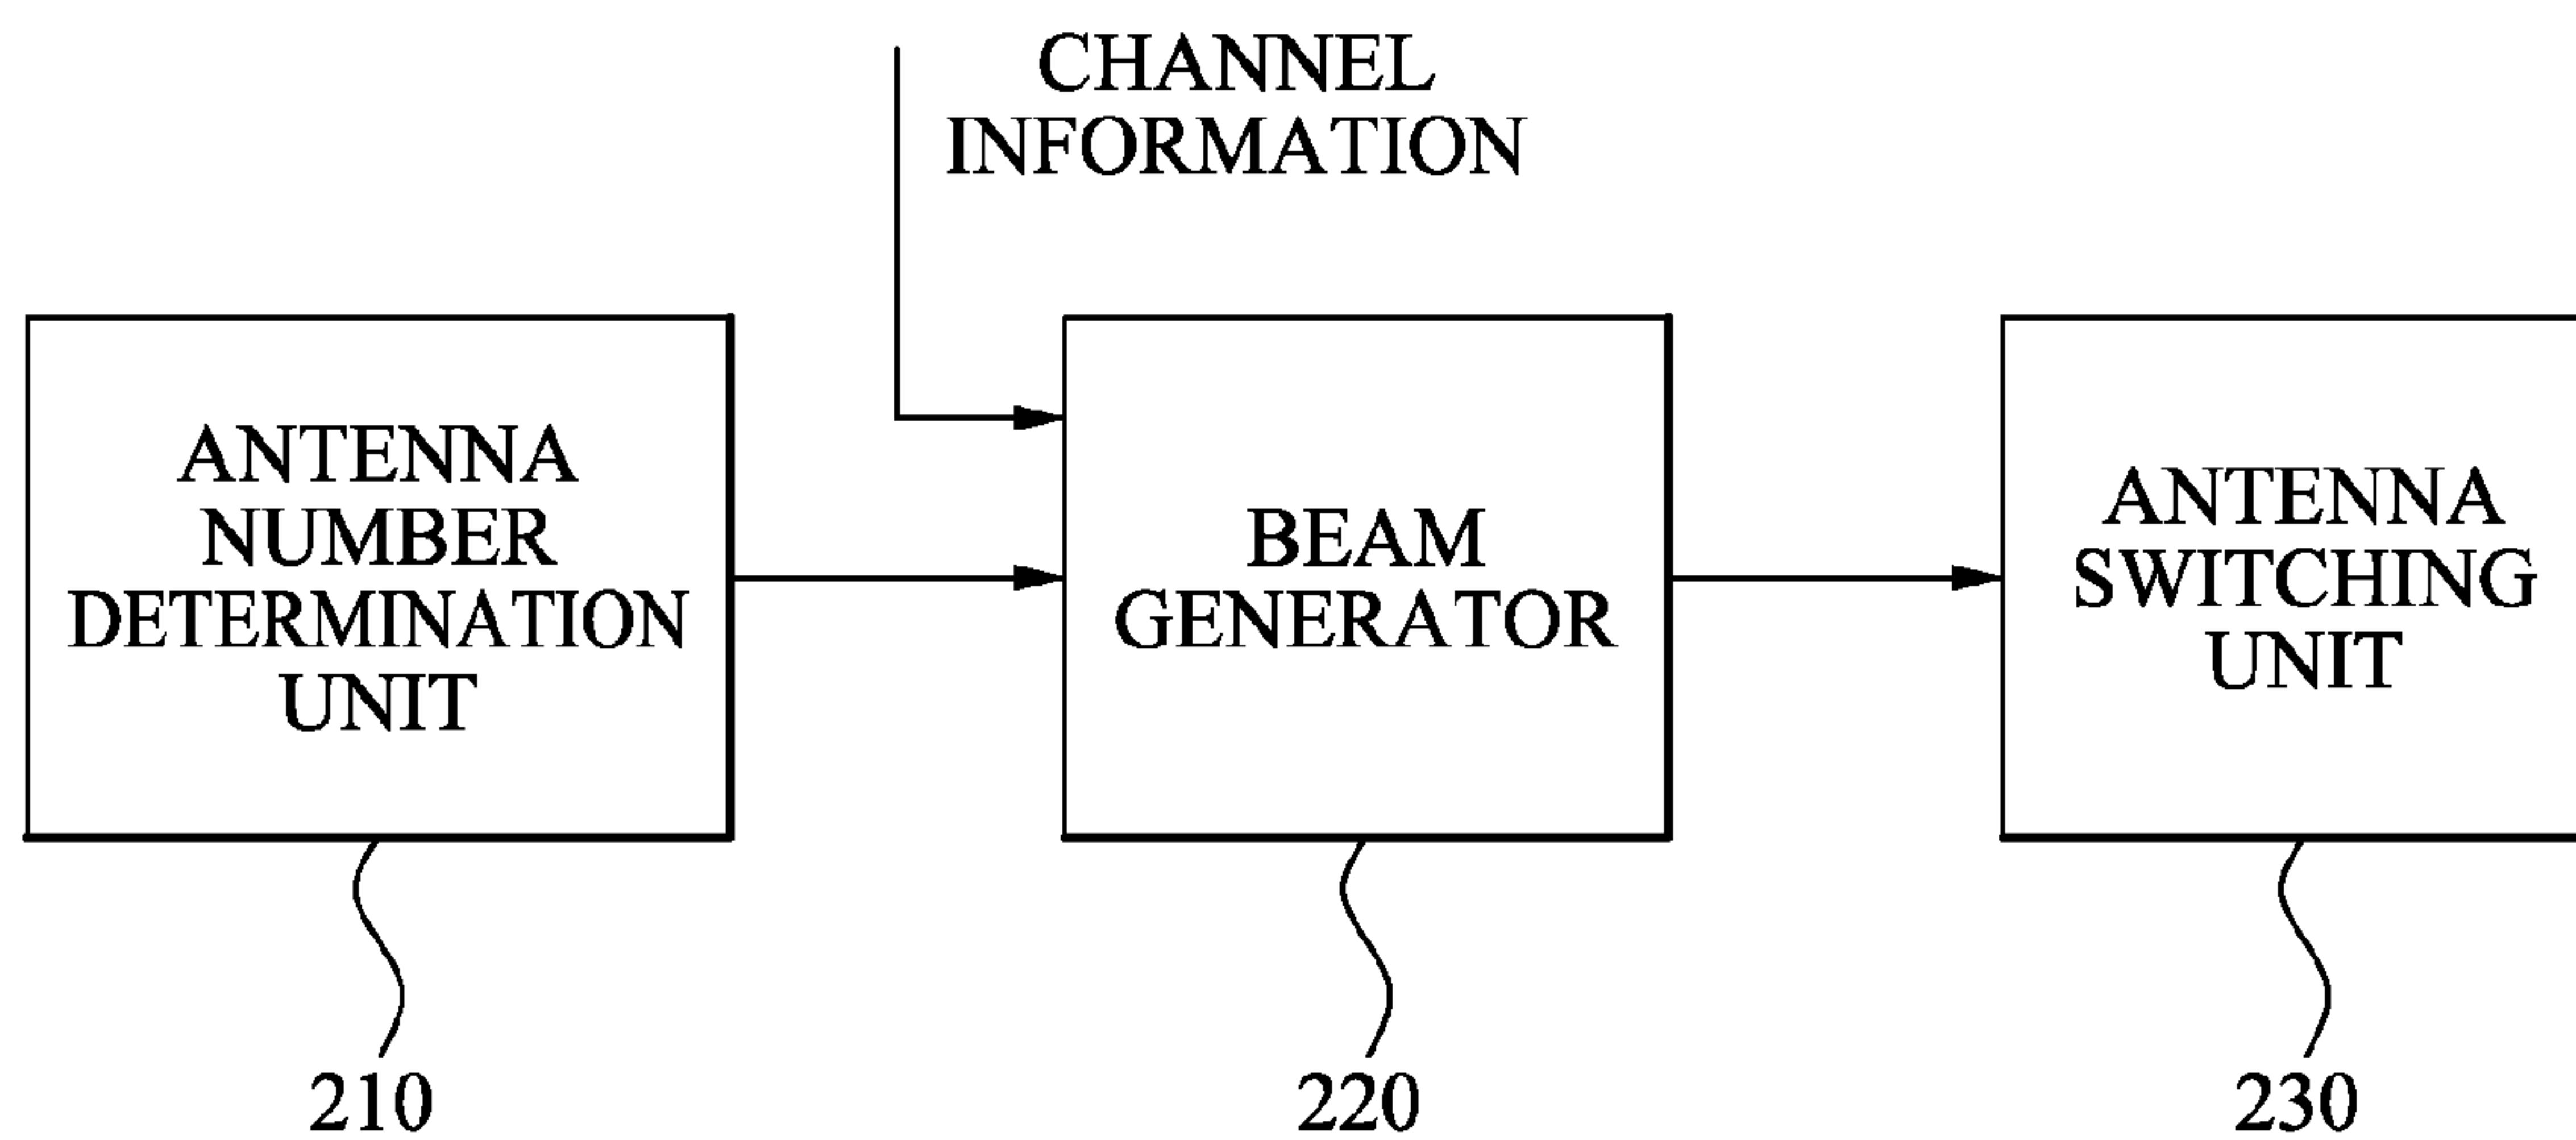 CHANNEL
INFORMATION
ANTENNA
NUMBER
DETERMINATION
UNIT
BEAM
GENERATOR
ANTENNA
SWITCHING
UNIT
210
220
230